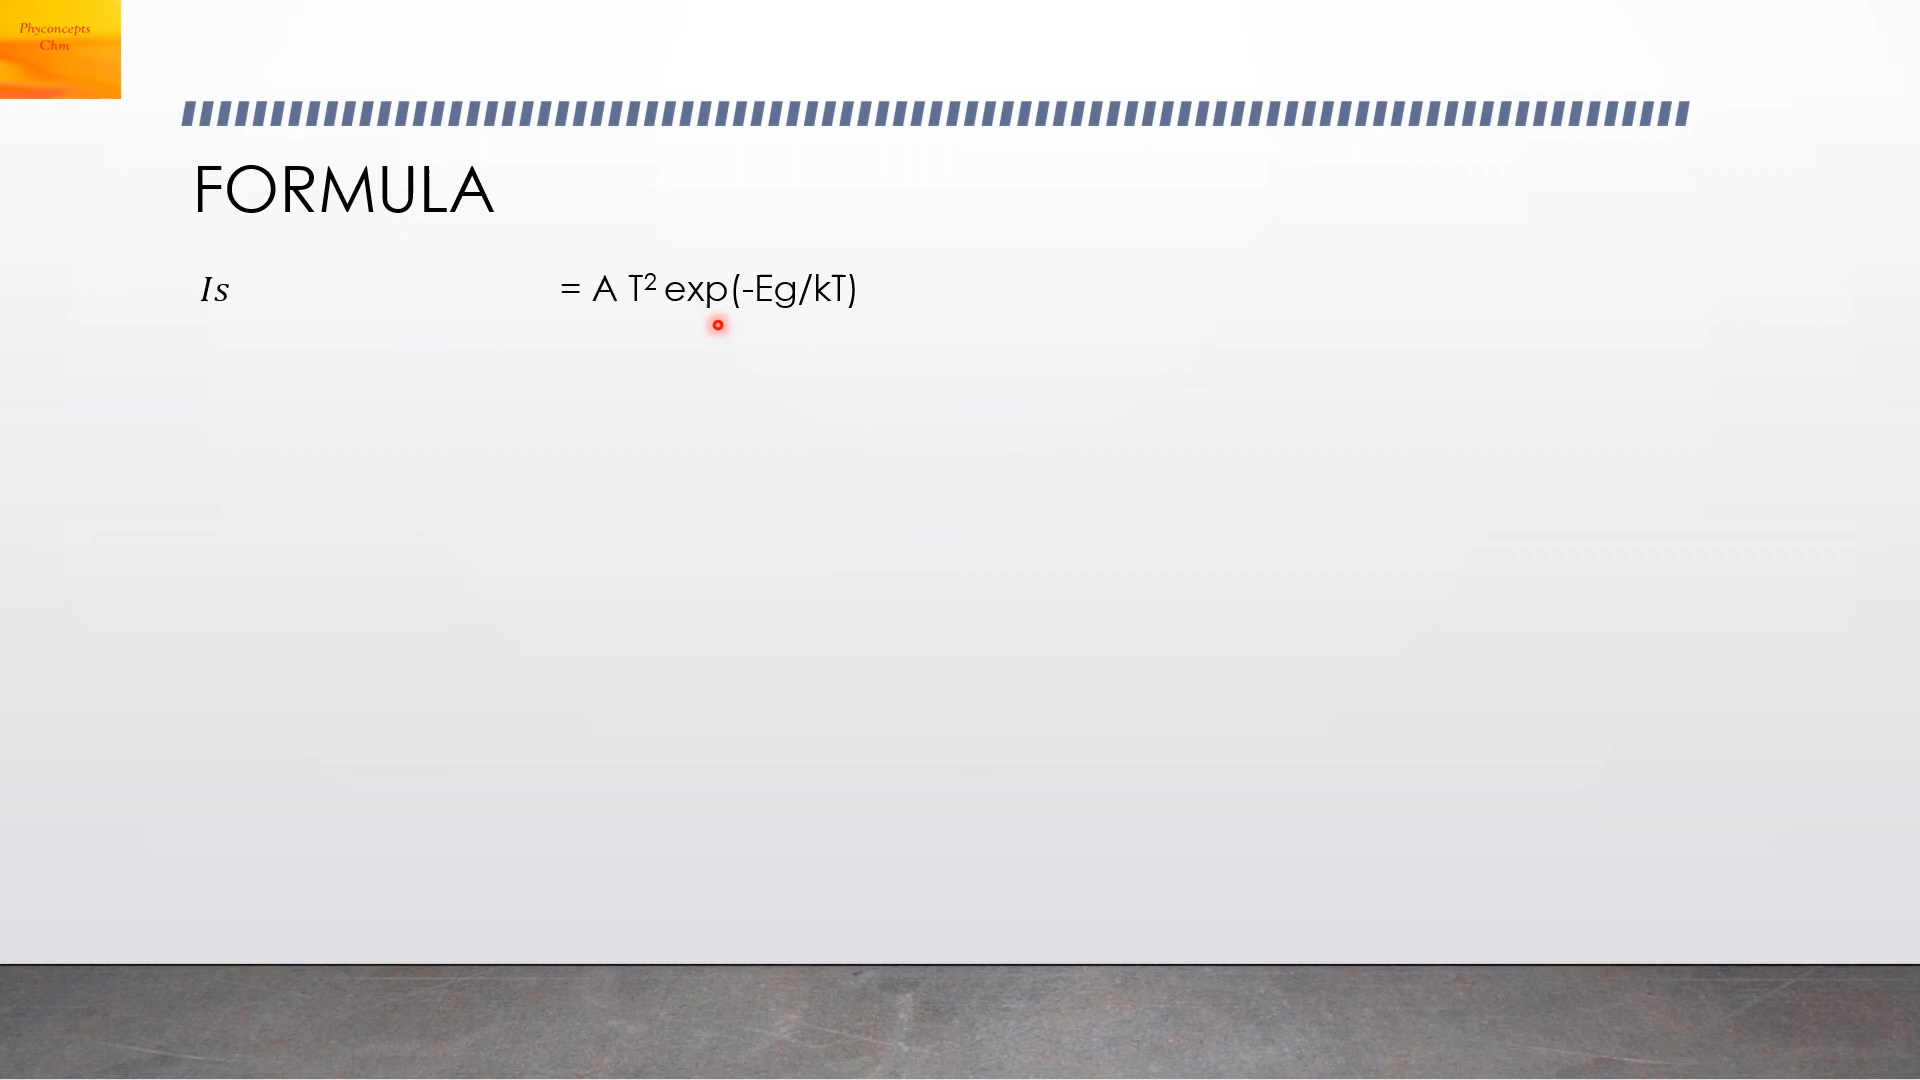 Phyconcepts
Chm
FORMULA
Is = A T² exp(-Eg/kT)